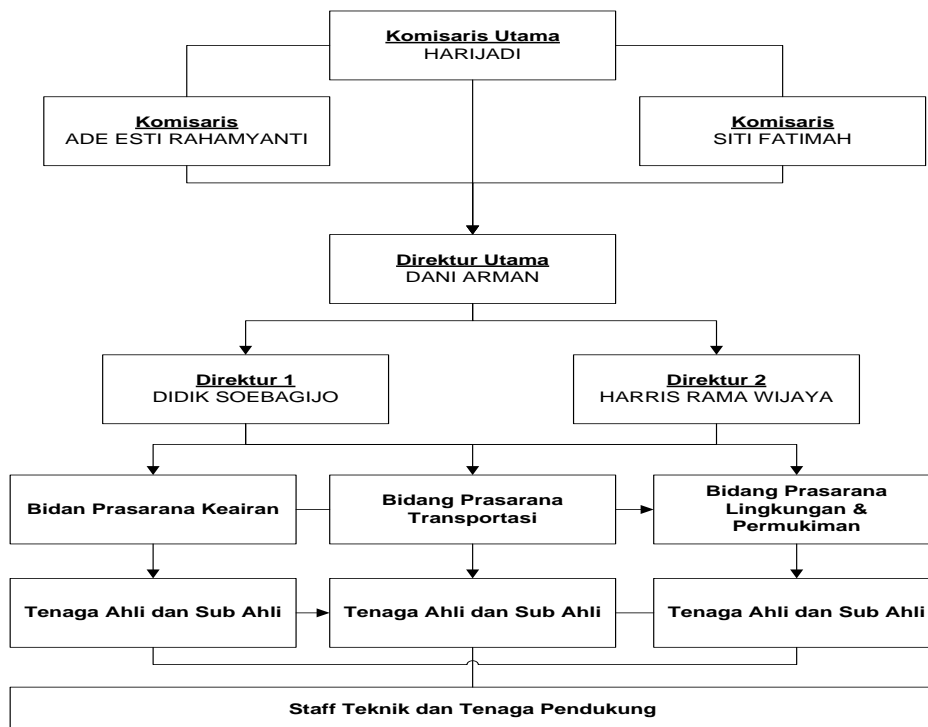 Komisaris Utama
HARIJADI
Komisaris
ADE ESTI RAHAMYANTI
Komisaris
SITI FATIMAH
Direktur Utama
DANI ARMAN
Direktur 1
DIDIK SOEBAGIJO
Direktur 2
HARRIS RAMA WIJAYA
Bidan Prasarana Keairan
Bidang Prasarana
Transportasi
Bidang Prasarana
Lingkungan &
Permukiman
Tenaga Ahli dan Sub Ahli
Tenaga Ahli dan Sub Ahli
Tenaga Ahli dan Sub Ahli
Staff Teknik dan Tenaga Pendukung